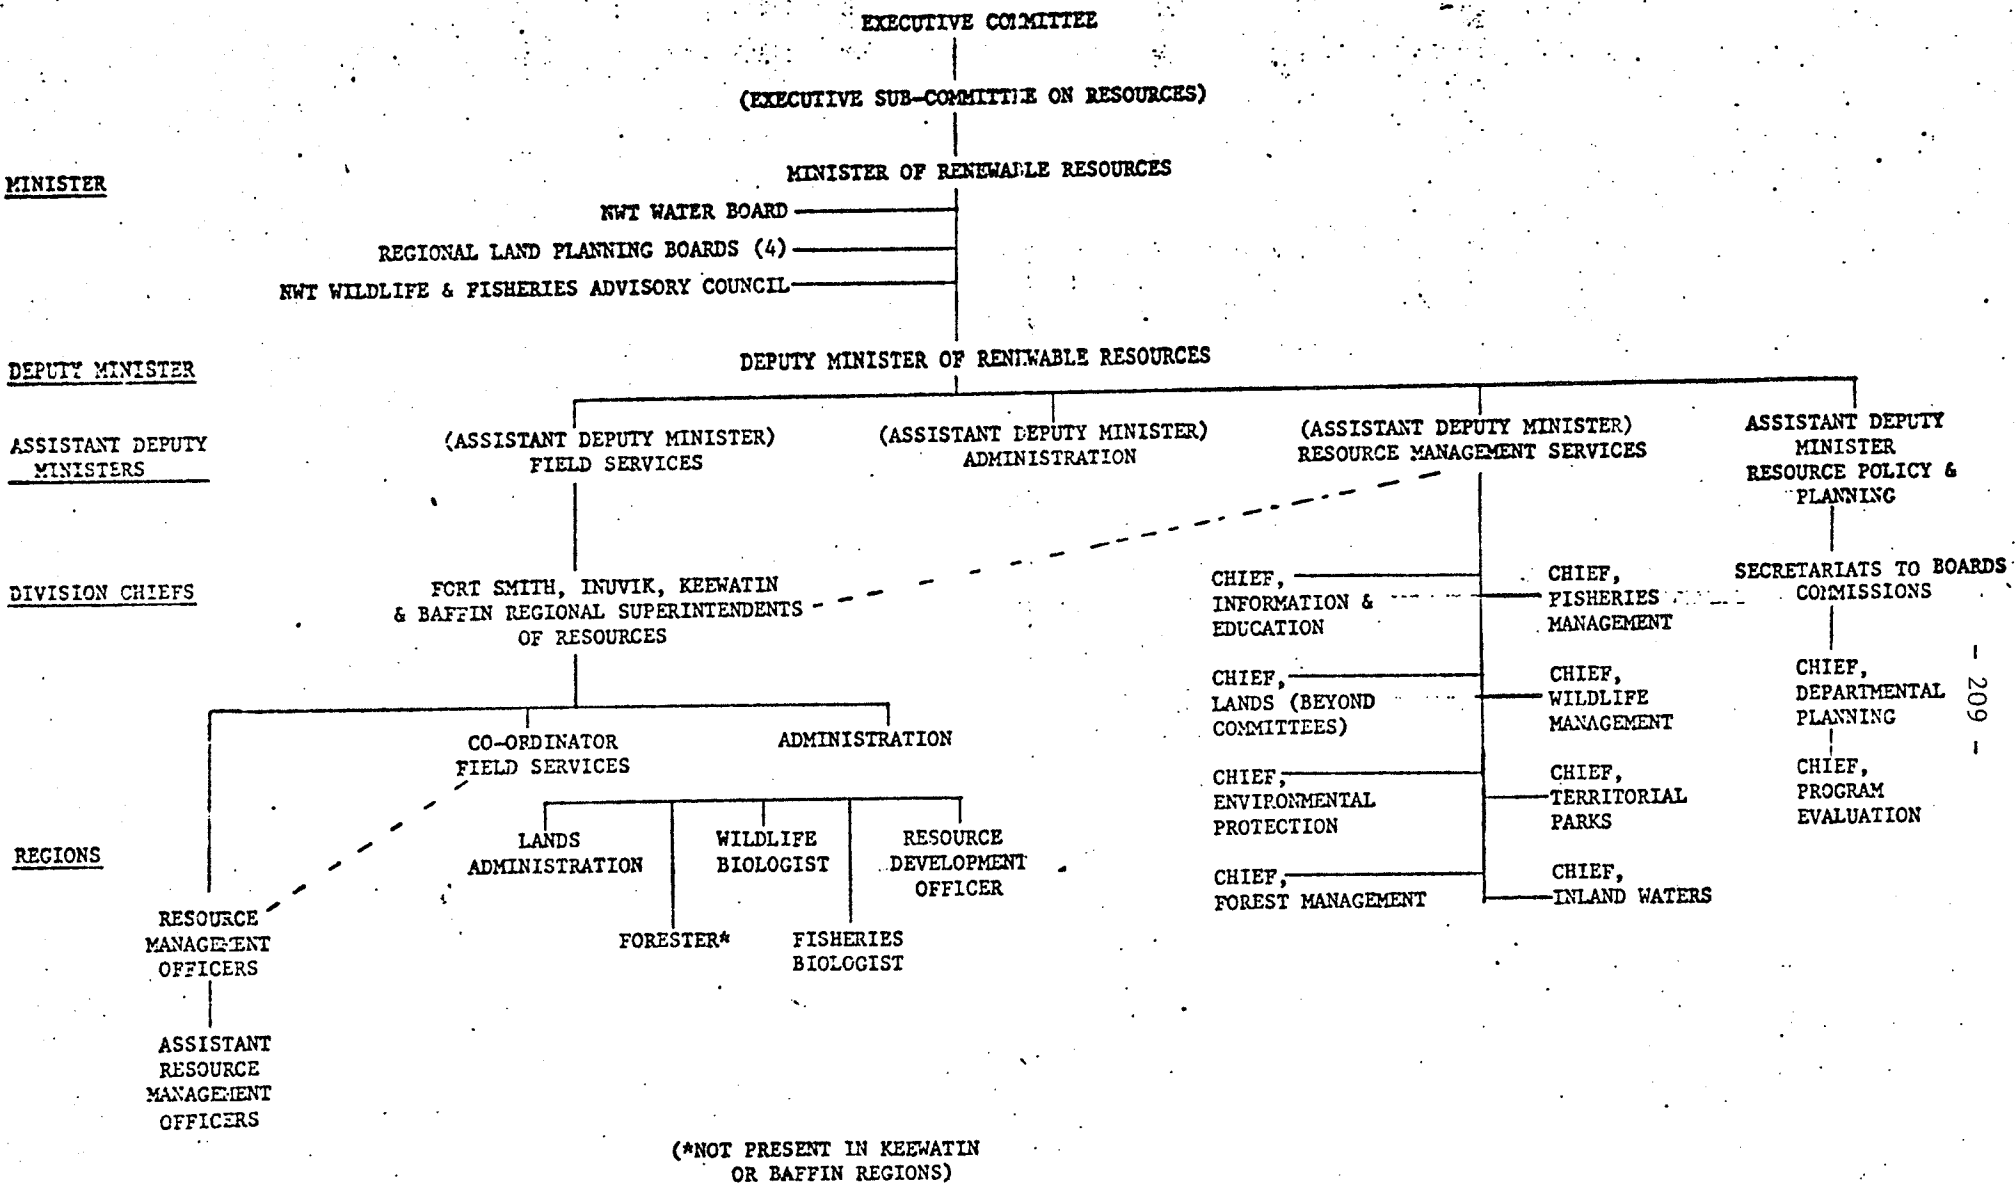 EXECUTIVE COMMITTEE
(EXECUTIVE SUB-COMMITTEE ON RESOURCES)
MINISTER
MINISTER OF RENEWABLE RESOURCES
NWT WATER BOARD
REGIONAL LAND PLANNING BOARDS (4)
NWT WILDLIFE & FISHERIES ADVISORY COUNCIL
DEPUTY MINISTER
DEPUTY MINISTER OF RENEWABLE RESOURCES
ASSISTANT DEPUTY
MINISTERS
(ASSISTANT DEPUTY MINISTER)
FIELD SERVICES
(ASSISTANT DEPUTY MINISTER)
ADMINISTRATION
(ASSISTANT DEPUTY MINISTER)
RESOURCE MANAGEMENT SERVICES
ASSISTANT DEPUTY
MINISTER
RESOURCE POLICY &
PLANNING
DIVISION CHIEFS
FORT SMITH, INUVIK, KEEWATIN
& BAFFIN REGIONAL SUPERINTENDENTS
OF RESOURCES
CHIEF,
INFORMATION &
EDUCATION
CHIEF,
FISHERIES
MANAGEMENT
SECRETARIATS TO BOARDS
COMMISSIONS
CHIEF,
LANDS (BEYOND
COMMITTEES)
CHIEF,
WILDLIFE
MANAGEMENT
CHIEF,
DEPARTMENTAL
PLANNING
- 209 -
CO-ORDINATOR
FIELD SERVICES
ADMINISTRATION
CHIEF,
ENVIRONMENTAL
PROTECTION
CHIEF,
TERRITORIAL
PARKS
CHIEF,
PROGRAM
EVALUATION
REGIONS
LANDS
ADMINISTRATION
WILDLIFE
BIOLOGIST
RESOURCE
DEVELOPMENT
OFFICER
CHIEF,
FOREST MANAGEMENT
CHIEF,
INLAND WATERS
RESOURCE
MANAGEMENT
OFFICERS
FORESTER*
FISHERIES
BIOLOGIST
ASSISTANT
RESOURCE
MANAGEMENT
OFFICERS
(*NOT PRESENT IN KEEWATIN
OR BAFFIN REGIONS)